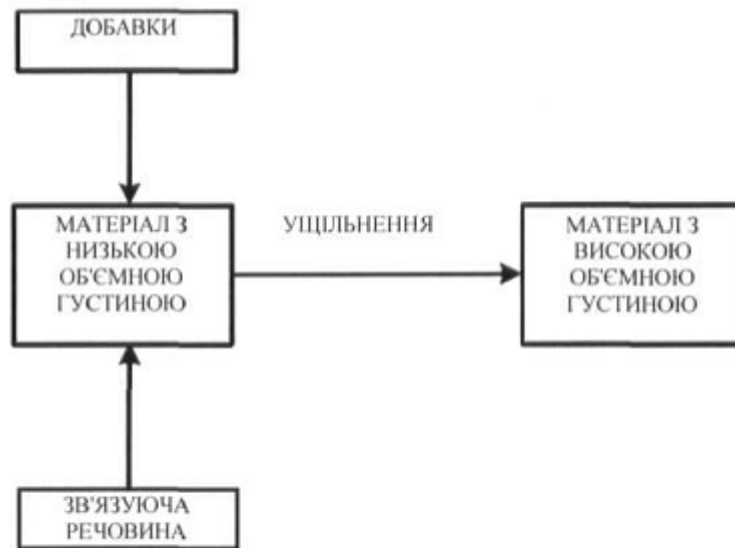 ДОБАВКИ
МАТЕРІАЛ З
НИЗЬКОЮ
ОБ'ЄМНОЮ
ГУСТИНОЮ
УЩІЛЬНЕННЯ
МАТЕРІАЛ З
ВИСОКОЮ
ОБ'ЄМНОЮ
ГУСТИНОЮ
ЗВ'ЯЗУЮЧА
РЕЧОВИНА